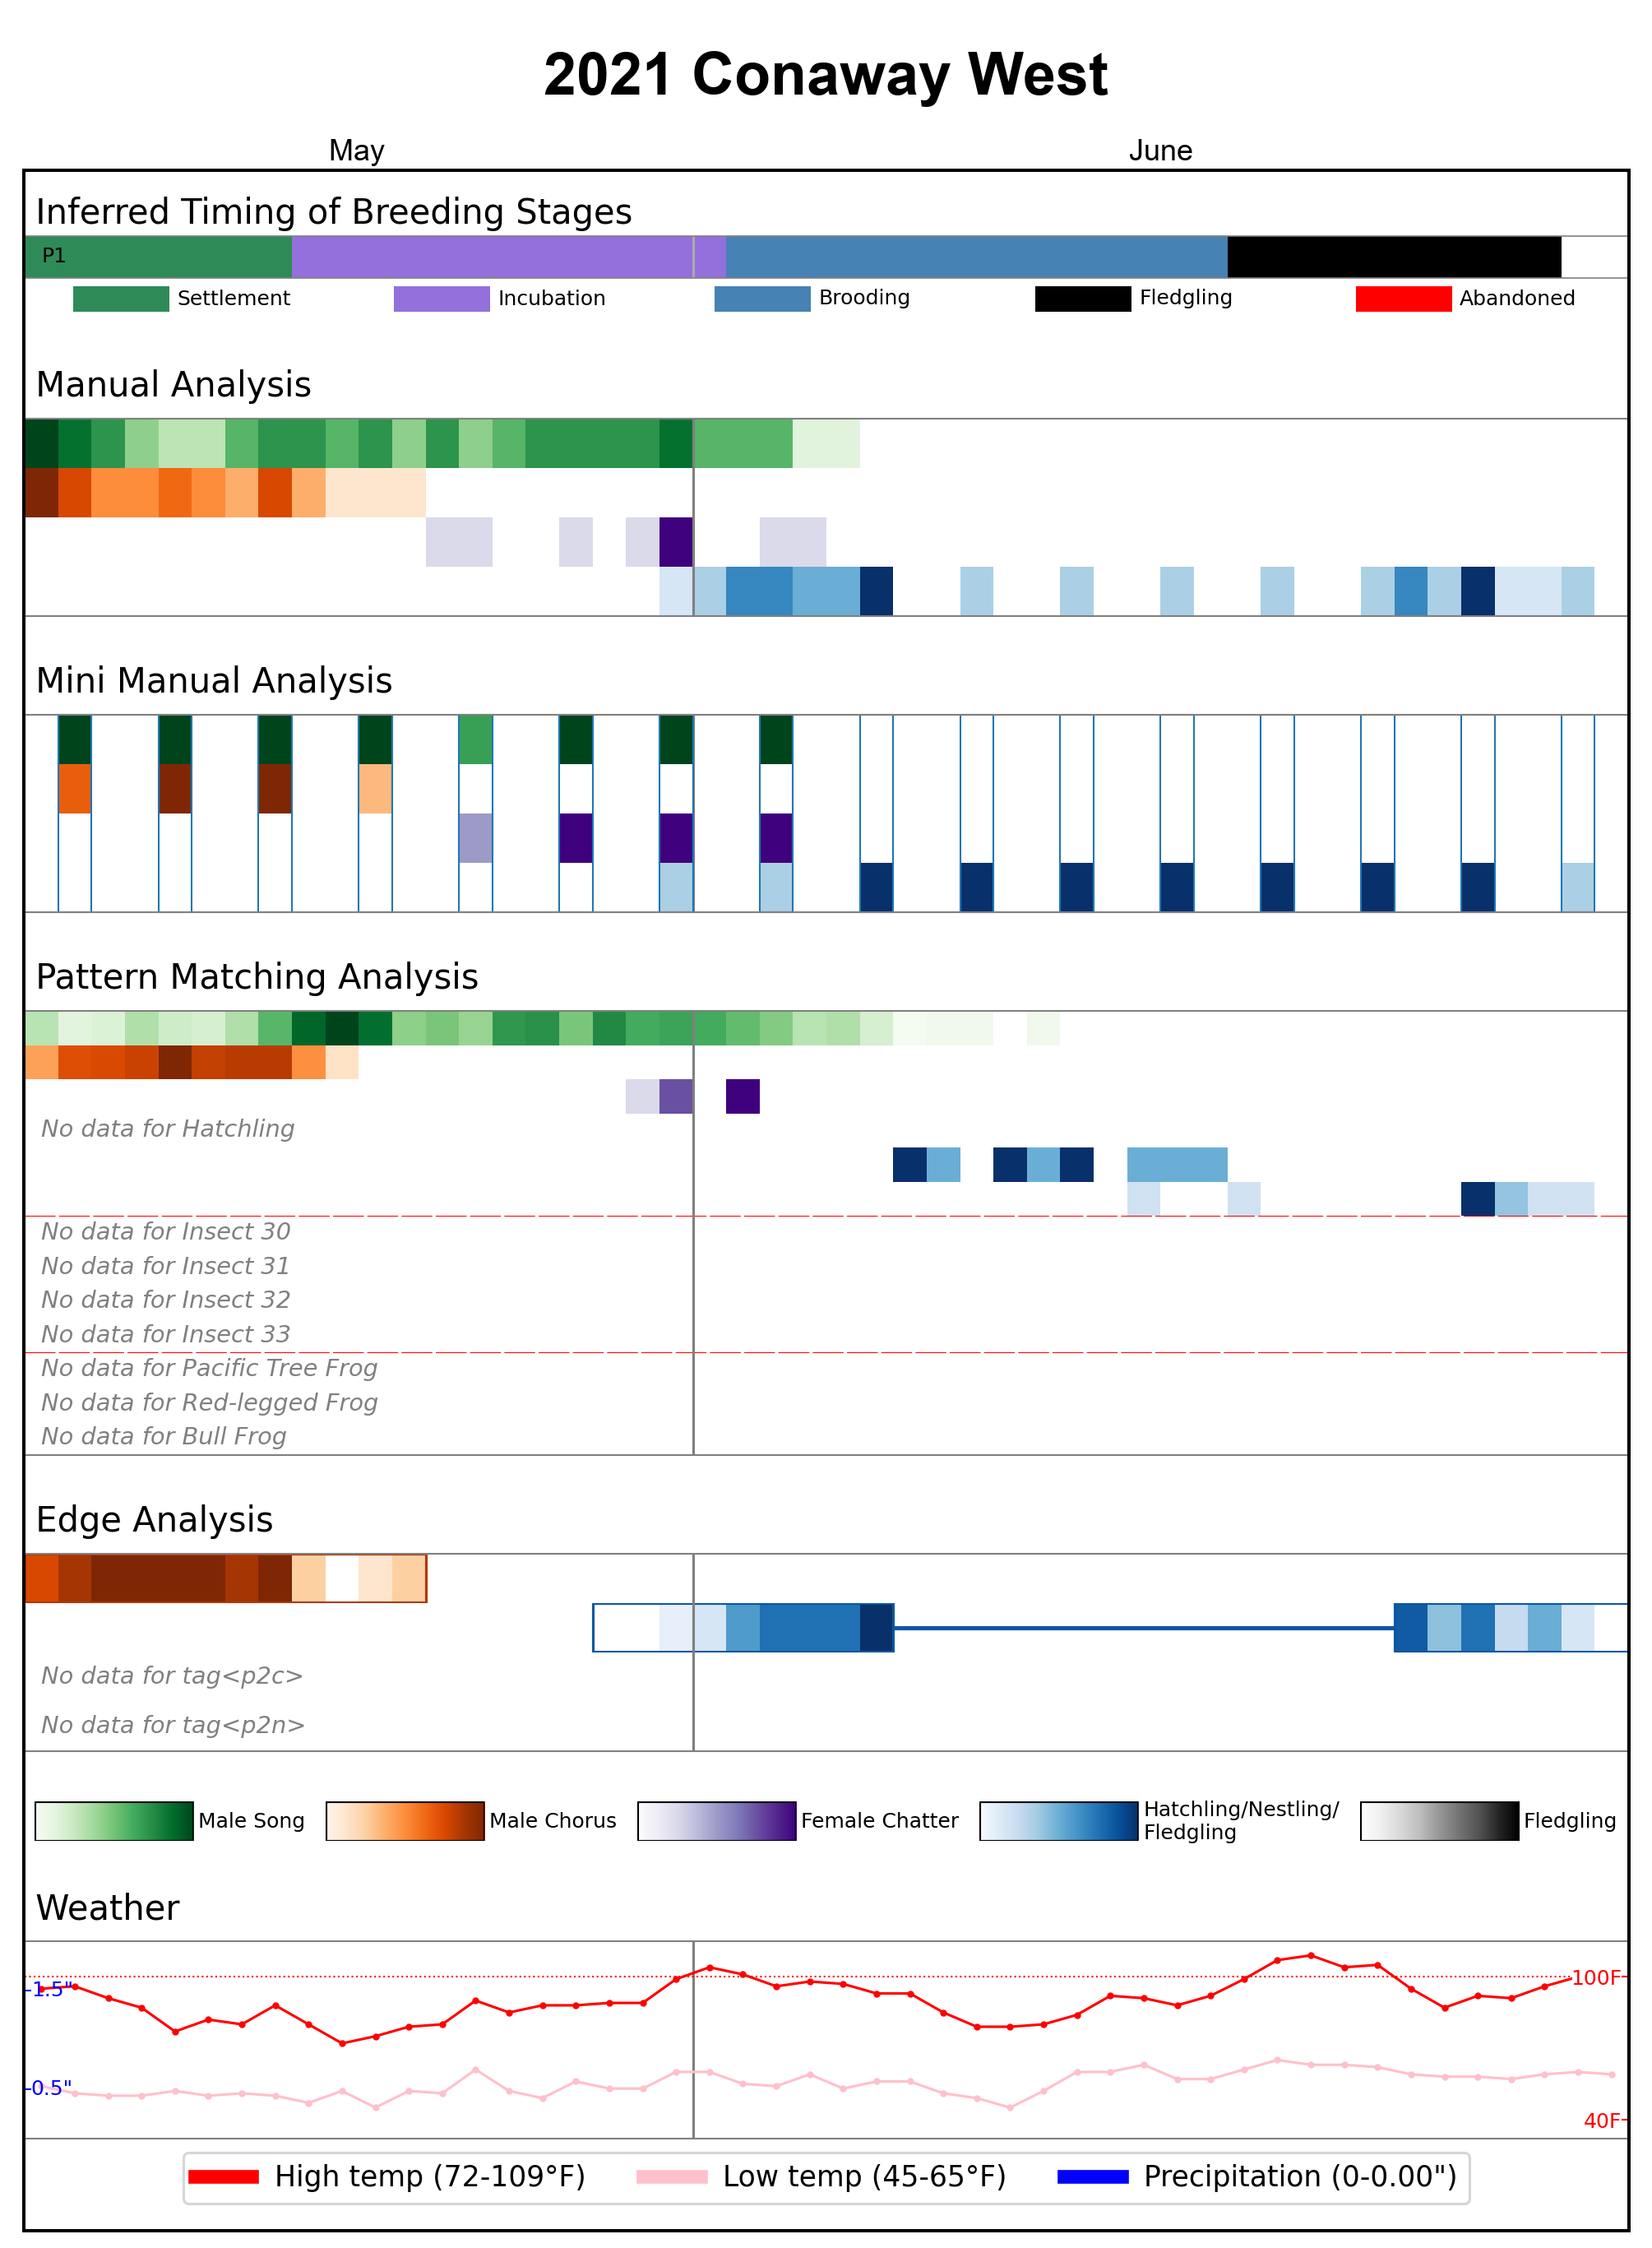 2021 Conaway West
May June
Inferred Timing of Breeding Stages
P1
Settlement Incubation Brooding Fledgling Abandoned
Manual Analysis
Mini Manual Analysis
Pattern Matching Analysis
No data for Hatchling
No data for Insect 30
No data for Insect 31
No data for Insect 32
No data for Insect 33
No data for Pacific Tree Frog
No data for Red-legged Frog
No data for Bull Frog
Edge Analysis
No data for tag<p2c>
No data for tag<p2n>
Male Song Male Chorus Female Chatter Hatchling/Nestling/
Fledgling Fledgling
Weather
1.5" 100F
0.5"
40F
High temp (72-109°F) Low temp (45-65°F) Precipitation (0-0.00")